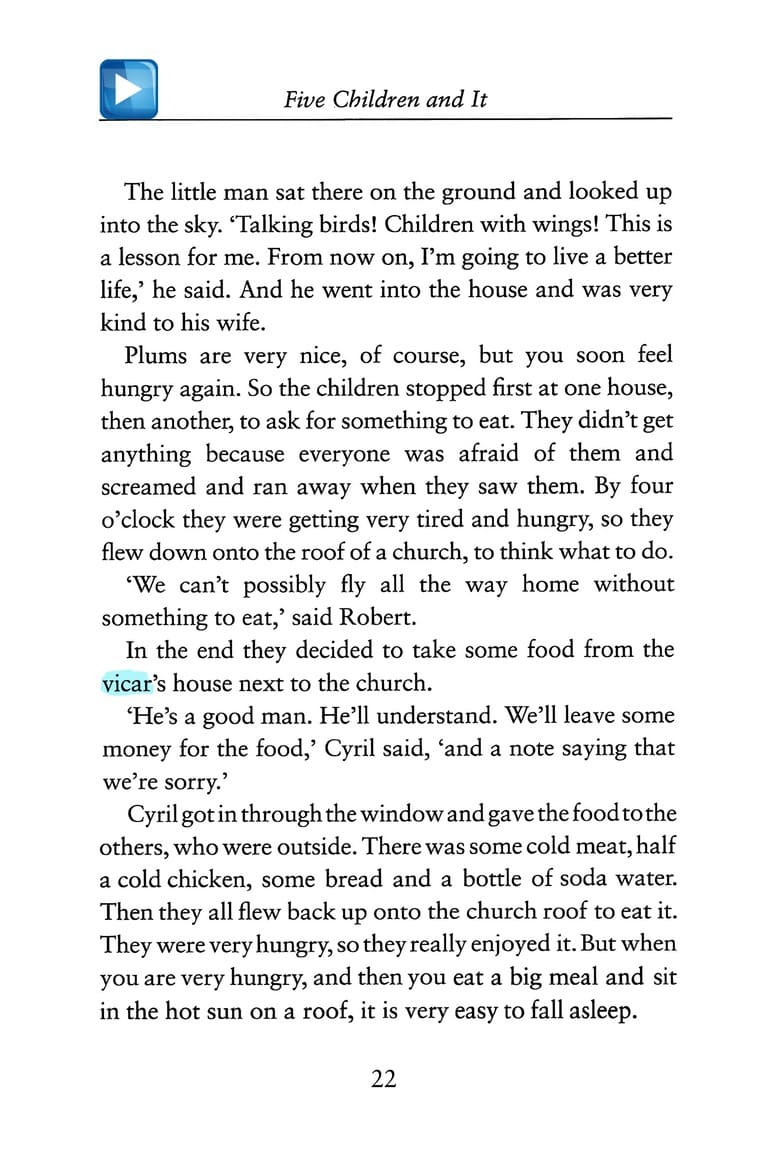 Five Children and It
The little man sat there on the ground and looked up
into the sky. ‘Talking birds! Children with wings! This is
a lesson for me. From now on, I’m going to live a better
life,’ he said. And he went into the house and was very
kind to his wife.
Plums are very nice, of course, but you soon feel
hungry again. So the children stopped first at one house,
then another, to ask for something to eat. They didn’t get
anything because everyone was afraid of them and
screamed and ran away when they saw them. By four
o’clock they were getting very tired and hungry, so they
flew down onto the roof of a church, to think what to do.
‘We can’t possibly fly all the way home without
something to eat,’ said Robert.
In the end they decided to take some food from the
vicar’s house next to the church.
‘He’s a good man. He’ll understand. We’ll leave some
money for the food,’ Cyril said, ‘and a note saying that
we’re sorry.’
Cyril got in through the window and gave the food to the
others, who were outside. There was some cold meat, half
a cold chicken, some bread and a bottle of soda water.
Then they all flew back up onto the church roof to eat it.
They were very hungry, so they really enjoyed it. But when
you are very hungry, and then you eat a big meal and sit
in the hot sun on a roof, it is very easy to fall asleep.
22